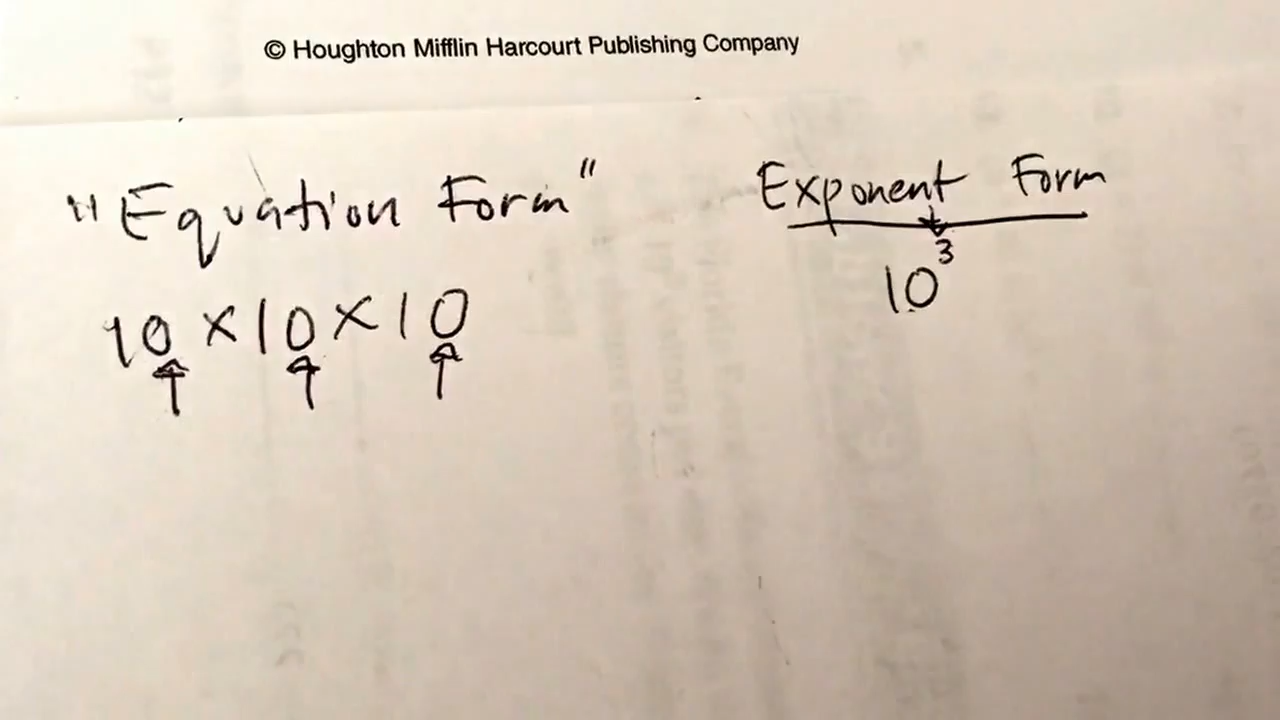 © Houghton Mifflin Harcourt Publishing Company
"Equation Form"
10 × 10 × 10
Exponent Form
10³